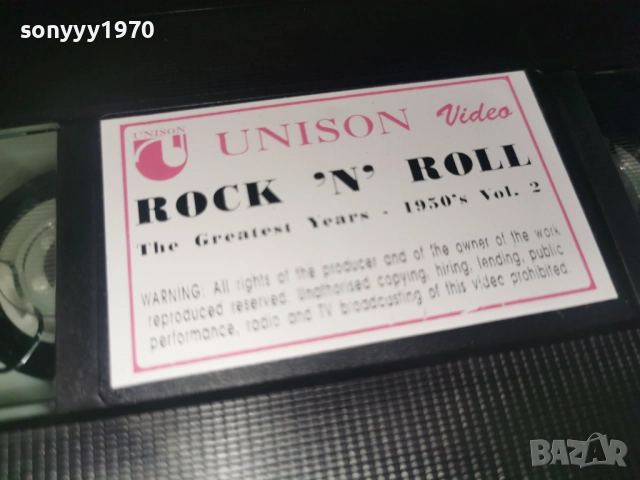 sonyyy1970
UNISON
UNISON Video
ROCK 'N' ROLL
The Greatest Years - 1950's Vol. 2
WARNING: All rights of the producer and of the owner of the work
reproduced reserved. Unathorised copying, hiring, lending, public
performance, radio and TV broadcasting of this video prohibited.
BAZAR